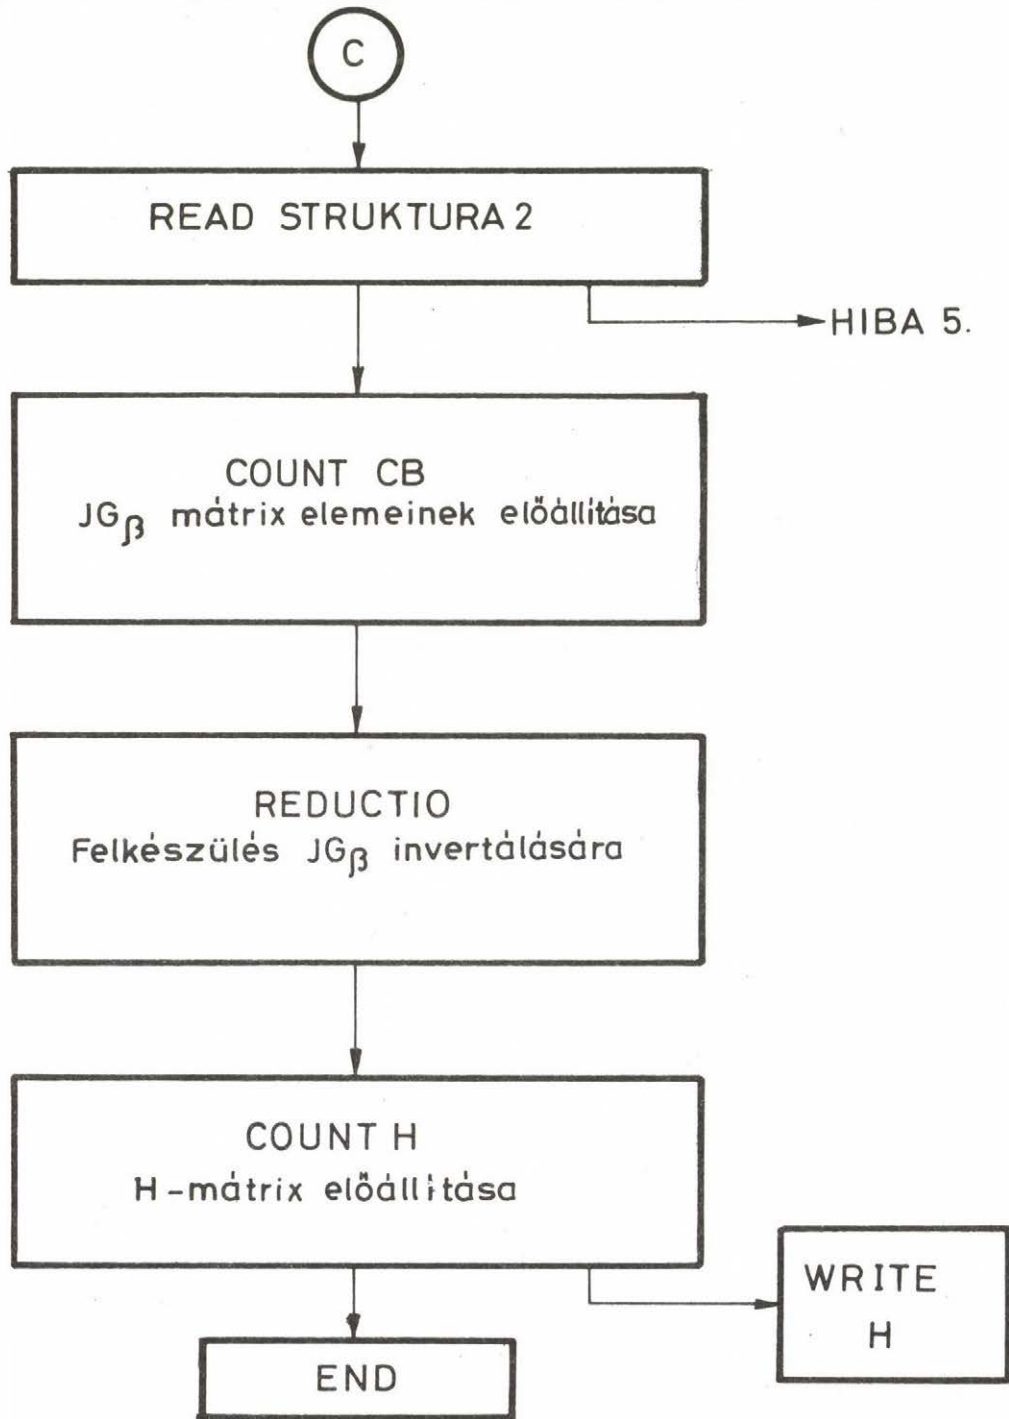 C
READ STRUKTURA 2
HIBA 5.
COUNT CB
JGβ mátrix elemeinek előállítása
REDUCTIO
Felkészülés JGβ invertálására
COUNT H
H-mátrix előállítása
WRITE
H
END